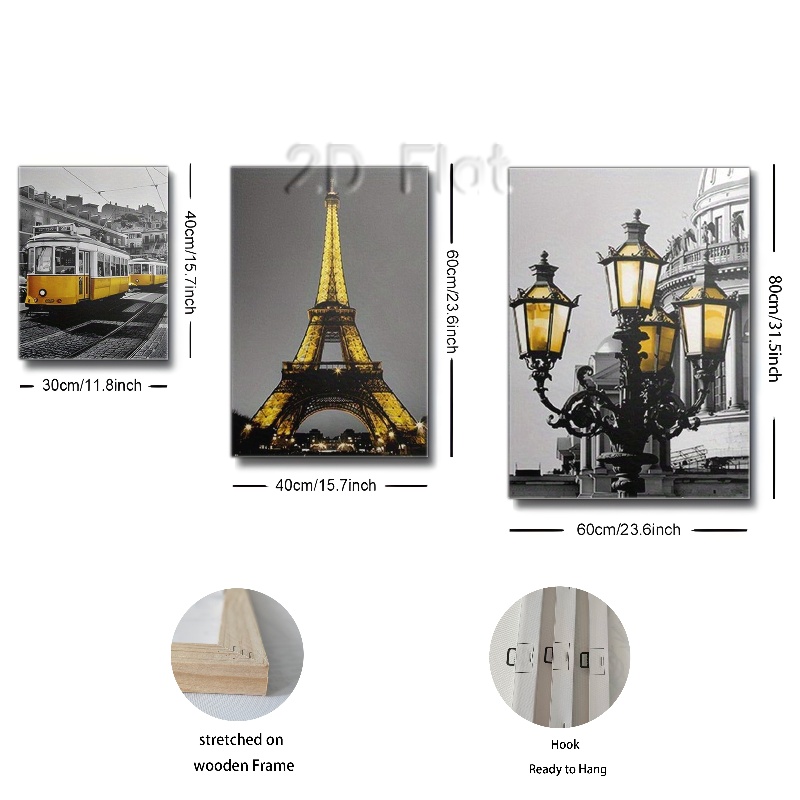 2D Flat
40cm/15.7inch
30cm/11.8inch
60cm/23.6inch
40cm/15.7inch
80cm/31.5inch
60cm/23.6inch
stretched on
wooden Frame
Hook
Ready to Hang